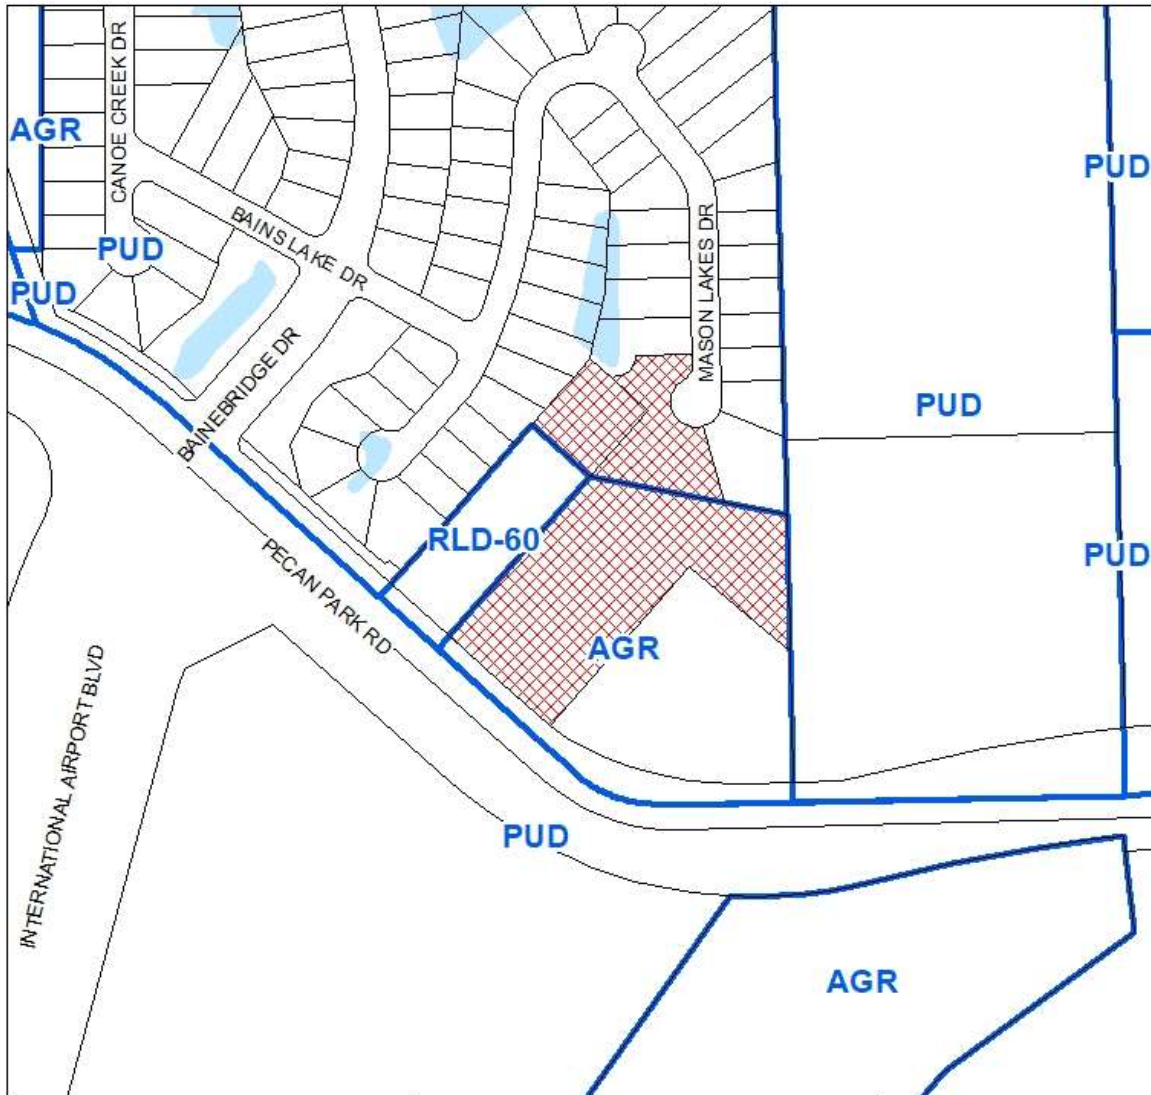 CANOE CREEK DR
AGR
PUD
BAINS LAKE DR
MASON LAKES DR
PUD
PUD
BAINEBRIDGE DR
PUD
RLD-60
PECAN PARK RD
PUD
AGR
INTERNATIONAL AIRPORT BLVD
PUD
AGR